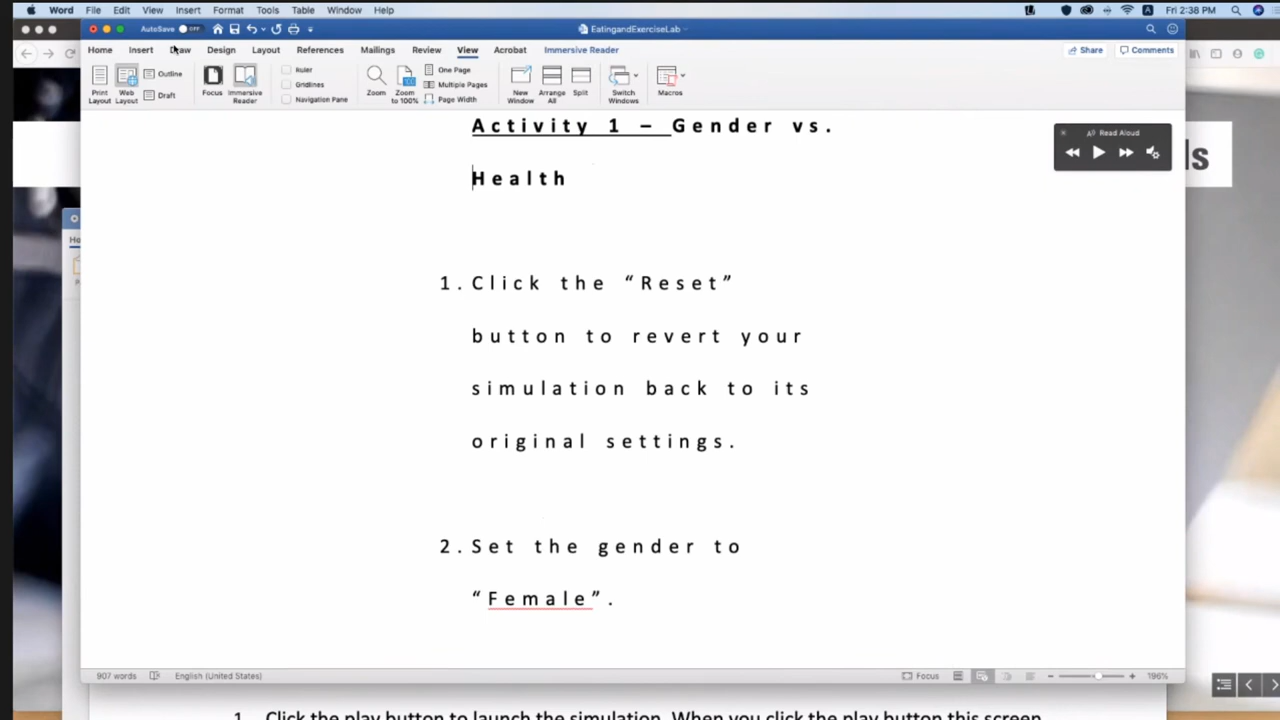 Word File Edit View Insert Format Tools Table Window Help Fri 2:38 PM
AutoSave OFF EatingandExerciseLab
Home Insert Draw Design Layout References Mailings Review View Acrobat Immersive Reader Share Comments
Print Layout Web Layout Outline Draft Focus Immersive Reader Ruler Gridlines Navigation Pane Zoom Zoom to 100% One Page Multiple Pages Page Width New Window Arrange All Split Switch Windows Macros
Activity 1 – Gender vs.
Health
Read Aloud
ls
Ho
1. Click the “Reset”
button to revert your
simulation back to its
original settings.
2. Set the gender to
“Female”.
907 words English (United States) Focus 196%
1. Click the play button to launch the simulation. When you click the play button this screen